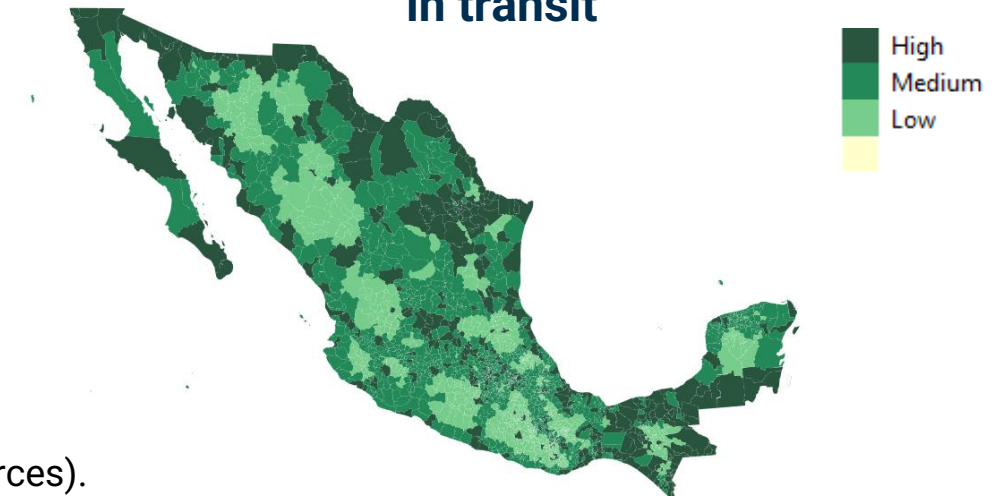 in transit
High
Medium
Low
rces).